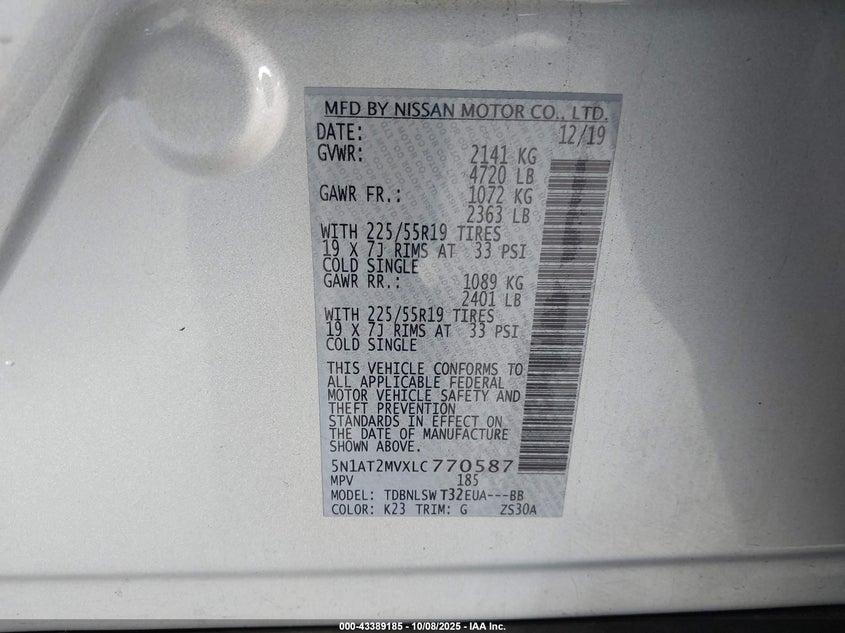 MFD BY NISSAN MOTOR CO., LTD.
DATE: 12/19
GVWR: 2141 KG
4720 LB
GAWR FR.: 1072 KG
2363 LB
WITH 225/55R19 TIRES
19 X 7J RIMS AT 33 PSI
COLD SINGLE
GAWR RR.: 1089 KG
2401 LB
WITH 225/55R19 TIRES
19 X 7J RIMS AT 33 PSI
COLD SINGLE
THIS VEHICLE CONFORMS TO
ALL APPLICABLE FEDERAL
MOTOR VEHICLE SAFETY AND
THEFT PREVENTION
STANDARDS IN EFFECT ON
THE DATE OF MANUFACTURE
SHOWN ABOVE.
5N1AT2MVXLC770587
MPV 185
MODEL: TDBNLSW T32EUA---BB
COLOR: K23 TRIM: G ZS30A
000-43389185 - 10/08/2025 - IAA Inc.